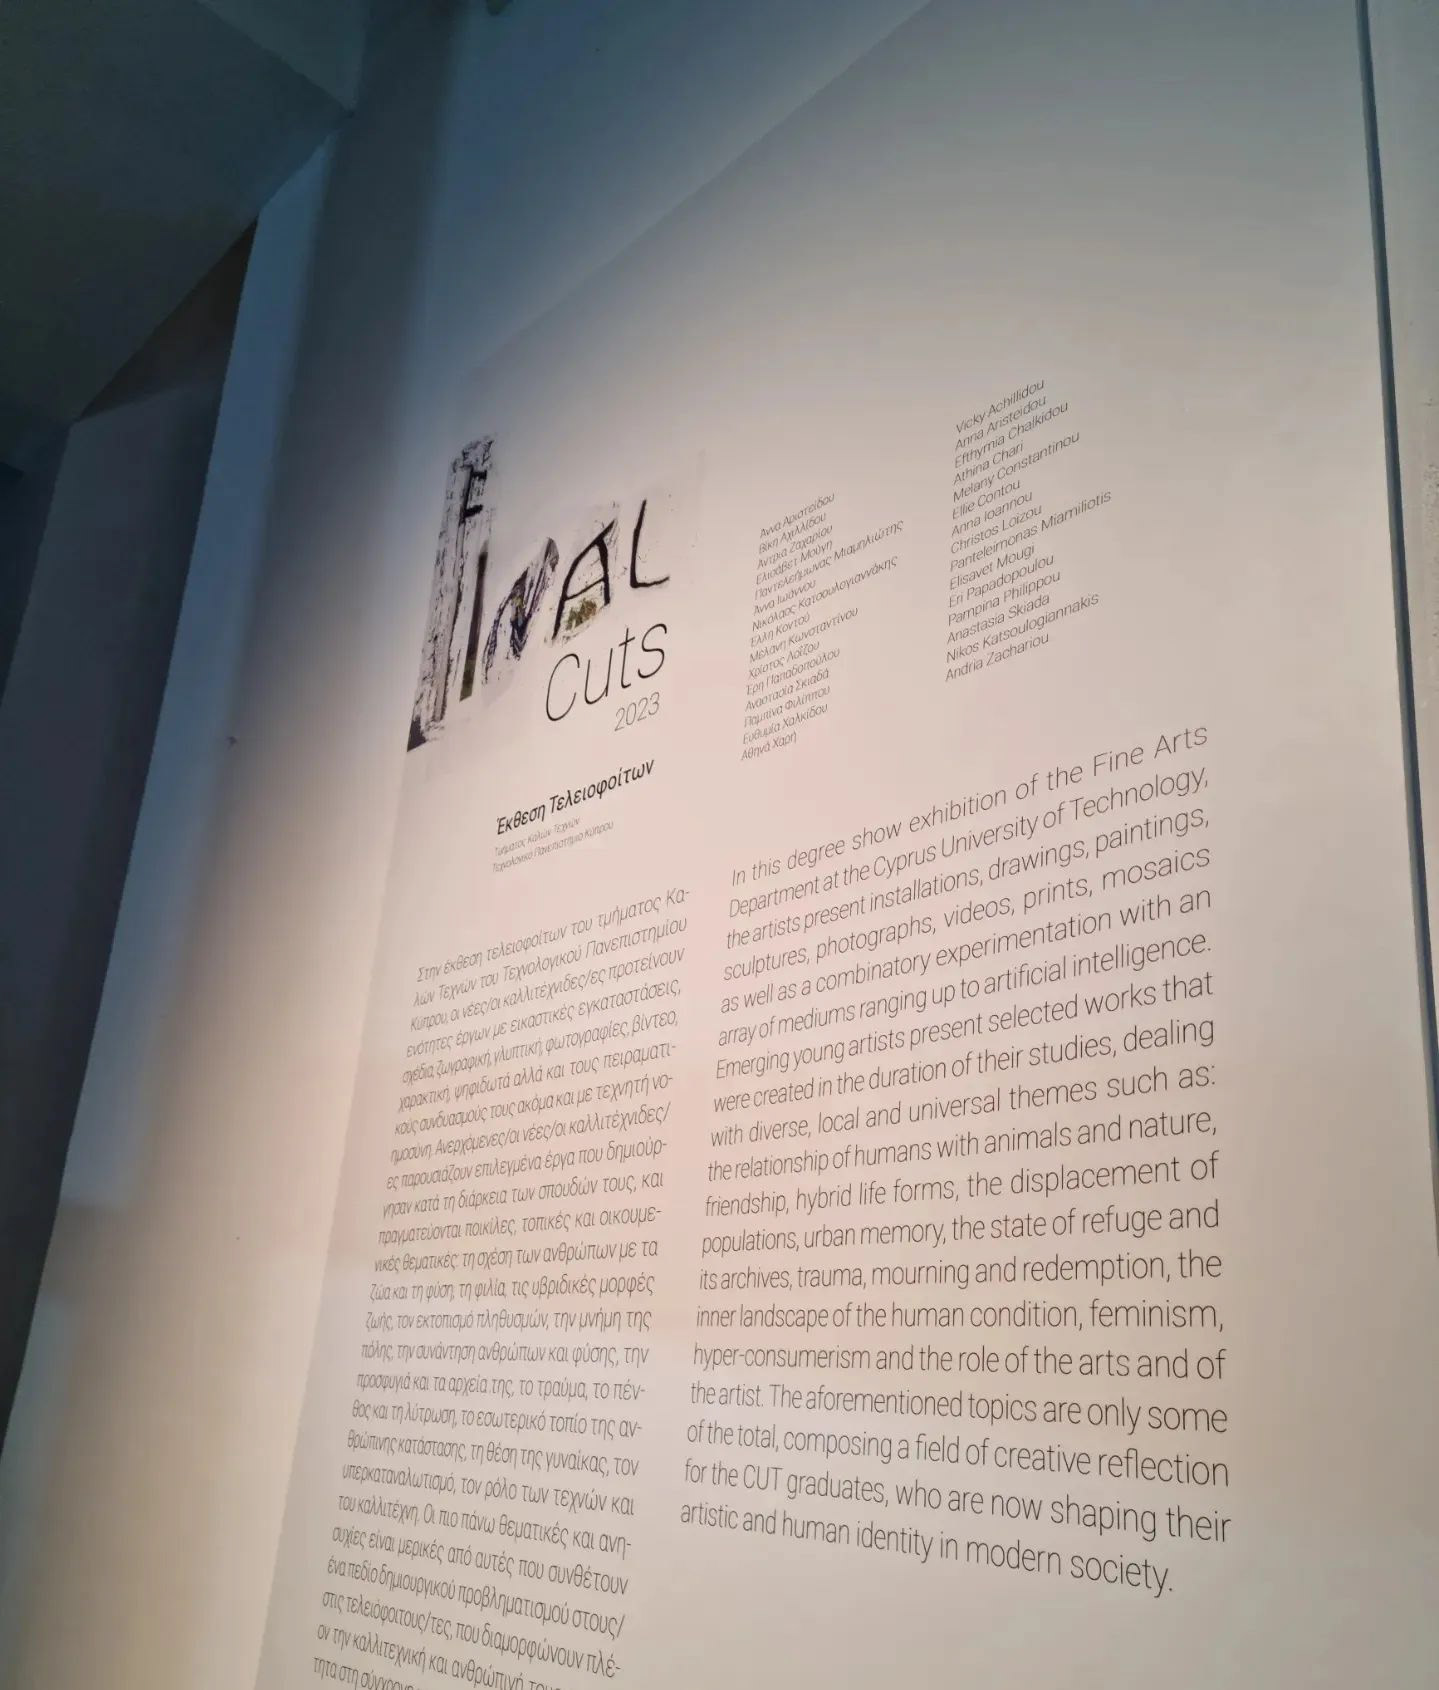 FINAL
Cuts
2023
Έκθεση Τελειοφοίτων
Τμήματος Καλών Τεχνών
Τεχνολογικό Πανεπιστήμιο Κύπρου
Άννα Αριστείδου
Βίκη Αχιλλίδου
Άντρια Ζαχαρίου
Ελισάβετ Μούγη
Παντελεήμωνας Μιαμηλιώτης
Άννα Ιωάννου
Νικόλαος Κατσουλογιαννάκης
Έλλη Κοντού
Μελανή Κωνσταντίνου
Χρίστος Λοΐζου
Έρη Παπαδοπούλου
Αναστασία Σκιαδά
Παμπίνα Φιλίππου
Ευθυμία Χαλκίδου
Αθηνά Χαρή
Vicky Achillidou
Anna Aristeidou
Efthymia Chalkidou
Athina Chari
Melany Constantinou
Ellie Contou
Anna Ioannou
Christos Loizou
Panteleimonas Miamiliotis
Elisavet Mougi
Eri Papadopoulou
Pampina Philippou
Anastasia Skiada
Nikos Katsoulogiannakis
Andria Zachariou
Στην έκθεση τελειοφοίτων του τμήματος Κα-
λών Τεχνών του Τεχνολογικού Πανεπιστημίου
Κύπρου, οι νέες/οι καλλιτέχνιδες/ες προτείνουν
ενότητες έργων με εικαστικές εγκαταστάσεις,
σχέδια, ζωγραφική, γλυπτική, φωτογραφίες, βίντεο,
χαρακτική, ψηφιδωτά αλλά και τους πειραματι-
κούς συνδυασμούς τους ακόμα και με τεχνητή νο-
ημοσύνη. Ανερχόμενες/οι νέες/οι καλλιτέχνιδες/
ες παρουσιάζουν επιλεγμένα έργα που δημιούρ-
γησαν κατά τη διάρκεια των σπουδών τους, και
πραγματεύονται ποικίλες, τοπικές και οικουμε-
νικές θεματικές: τη σχέση των ανθρώπων με τα
ζώα και τη φύση, τη φιλία, τις υβριδικές μορφές
ζωής, τον εκτοπισμό πληθυσμών, την μνήμη της
πόλης, την συνάντηση ανθρώπων και φύσης, την
προσφυγιά και τα αρχεία της, το τραύμα, το πέν-
θος και τη λύτρωση, το εσωτερικό τοπίο της αν-
θρώπινης κατάστασης, τη θέση της γυναίκας, τον
υπερκαταναλωτισμό, τον ρόλο των τεχνών και
του καλλιτέχνη. Οι πιο πάνω θεματικές και ανη-
συχίες είναι μερικές από αυτές που συνθέτουν
ένα πεδίο δημιουργικού προβληματισμού στους/
στις τελειόφοιτους/τες, που διαμορφώνουν πλέ-
ον την καλλιτεχνική και ανθρώπινή τους
τητα στη σύγχρονη
In this degree show exhibition of the Fine Arts
Department at the Cyprus University of Technology,
the artists present installations, drawings, paintings,
sculptures, photographs, videos, prints, mosaics
as well as a combinatory experimentation with an
array of mediums ranging up to artificial intelligence.
Emerging young artists present selected works that
were created in the duration of their studies, dealing
with diverse, local and universal themes such as:
the relationship of humans with animals and nature,
friendship, hybrid life forms, the displacement of
populations, urban memory, the state of refuge and
its archives, trauma, mourning and redemption, the
inner landscape of the human condition, feminism,
hyper-consumerism and the role of the arts and of
the artist. The aforementioned topics are only some
of the total, composing a field of creative reflection
for the CUT graduates, who are now shaping their
artistic and human identity in modern society.